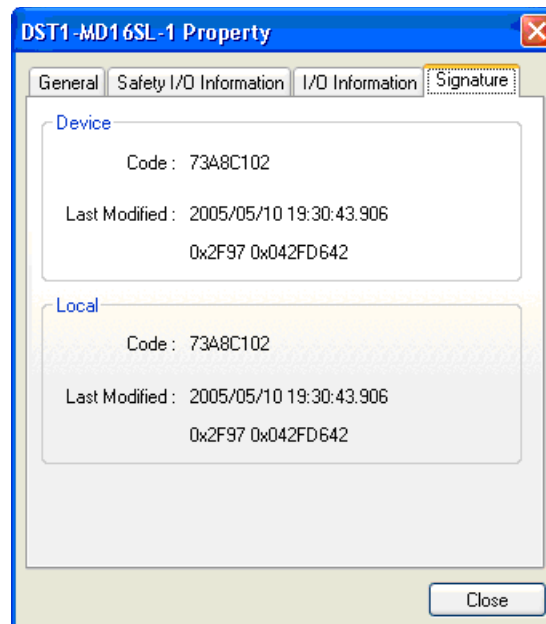 DST1-MD16SL-1 Property
General Safety I/O Information I/O Information Signature
Device
Code : 73A8C102
Last Modified : 2005/05/10 19:30:43.906
0x2F97 0x042FD642
Local
Code : 73A8C102
Last Modified : 2005/05/10 19:30:43.906
0x2F97 0x042FD642
Close